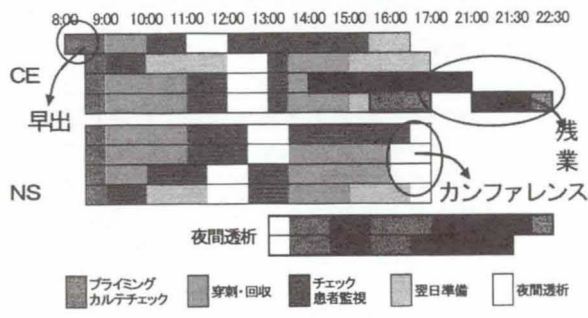 8:00 9:00 10:00 11:00 12:00 13:00 14:00 15:00 16:00 17:00 21:00 21:30 22:30
CE
早出
残業
NS
カンファレンス
夜間透析
プライミング
カルテチェック
穿刺・回収
チェック
患者監視
翌日準備
夜間透析